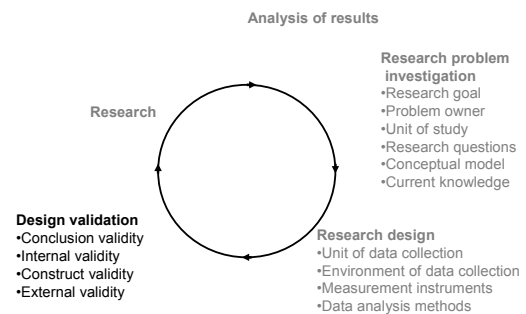 Analysis of results
Research problem
investigation
•Research goal
•Problem owner
•Unit of study
•Research questions
•Conceptual model
•Current knowledge
Research
Design validation
•Conclusion validity
•Internal validity
•Construct validity
•External validity
Research design
•Unit of data collection
•Environment of data collection
•Measurement instruments
•Data analysis methods